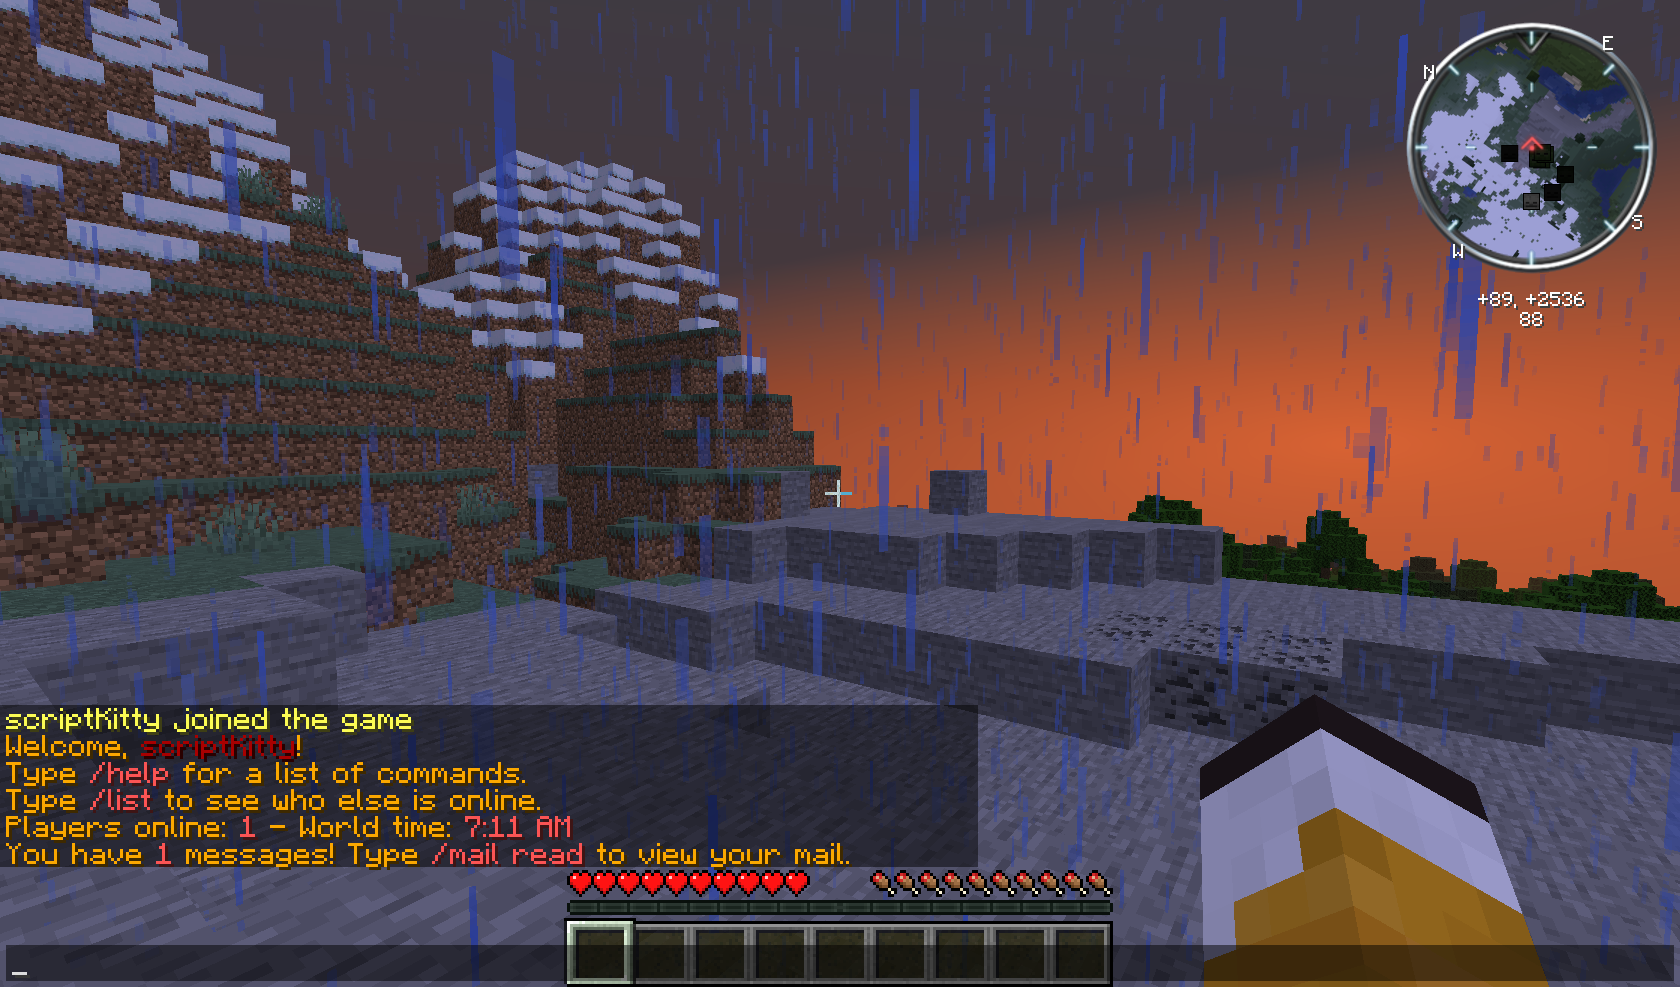 N
E
S
W
+89, +2536
88
scriptKitty joined the game
Welcome, scriptKitty!
Type /help for a list of commands.
Type /list to see who else is online.
Players online: 1 - World time: 7:11 AM
You have 1 messages! Type /mail read to view your mail.
_